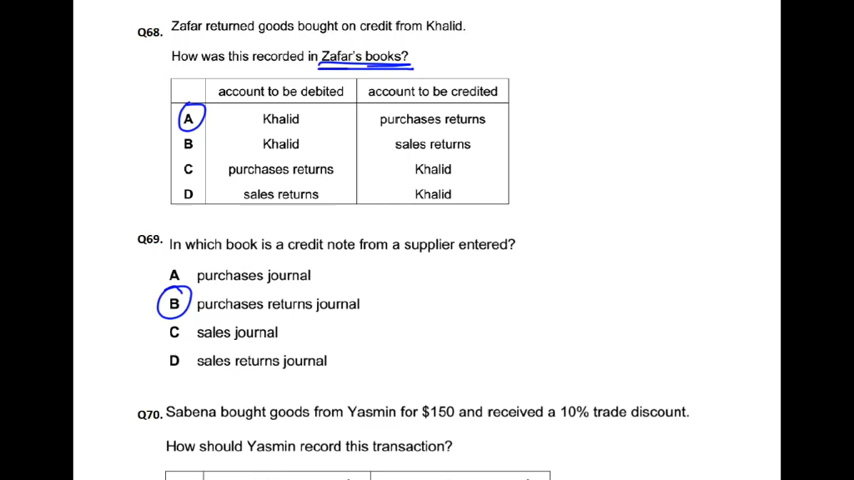 Q68. Zafar returned goods bought on credit from Khalid.
How was this recorded in Zafar's books?
account to be debited account to be credited
A Khalid purchases returns
B Khalid sales returns
C purchases returns Khalid
D sales returns Khalid
Q69. In which book is a credit note from a supplier entered?
A purchases journal
B purchases returns journal
C sales journal
D sales returns journal
Q70. Sabena bought goods from Yasmin for $150 and received a 10% trade discount.
How should Yasmin record this transaction?